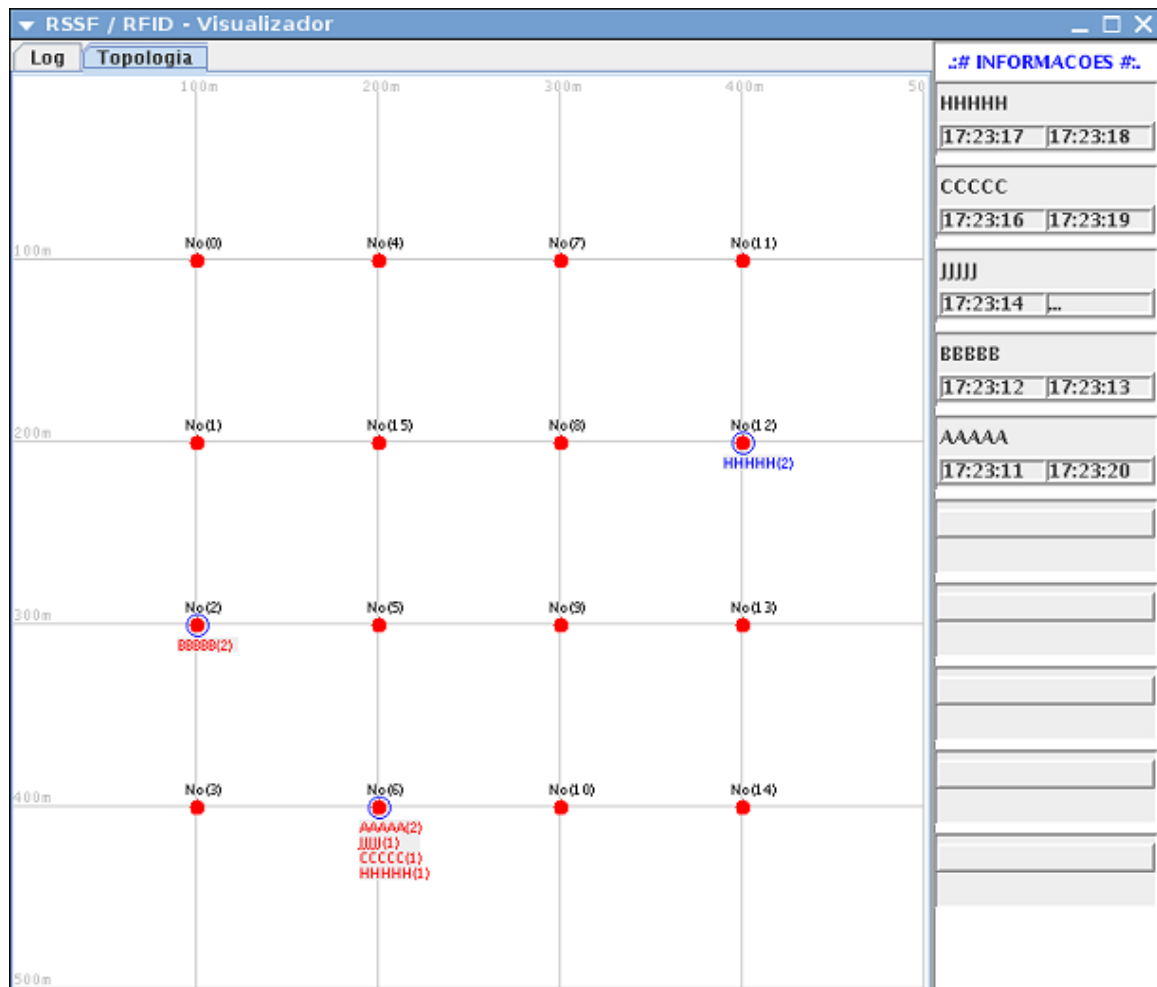 RSSF / RFID - Visualizador
Log Topologia
100m 200m 300m 400m 50
No(0) No(4) No(7) No(11)
100m
No(1) No(15) No(8) No(12)
200m
HHHHH(2)
No(2) No(5) No(9) No(13)
300m
BBBBB(2)
No(3) No(6) No(10) No(14)
400m
AAAAA(2)
JJJJJ(1)
CCCCC(1)
HHHHH(1)
500m
.:# INFORMACOES #:.
HHHHH
17:23:17 17:23:18
CCCCC
17:23:16 17:23:19
JJJJJ
17:23:14 ...
BBBBB
17:23:12 17:23:13
AAAAA
17:23:11 17:23:20